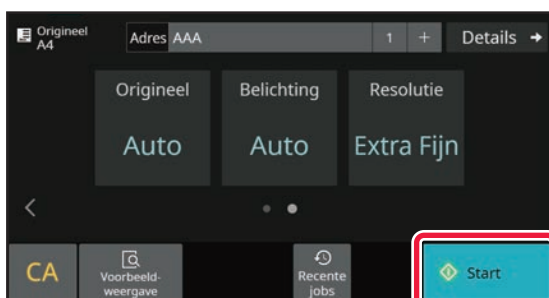 Origineel
A4
Adres AAA 1 + Details →
Origineel Belichting Resolutie
Auto Auto Extra Fijn
CA
Voorbeeld-
weergave
Recente
jobs
Start